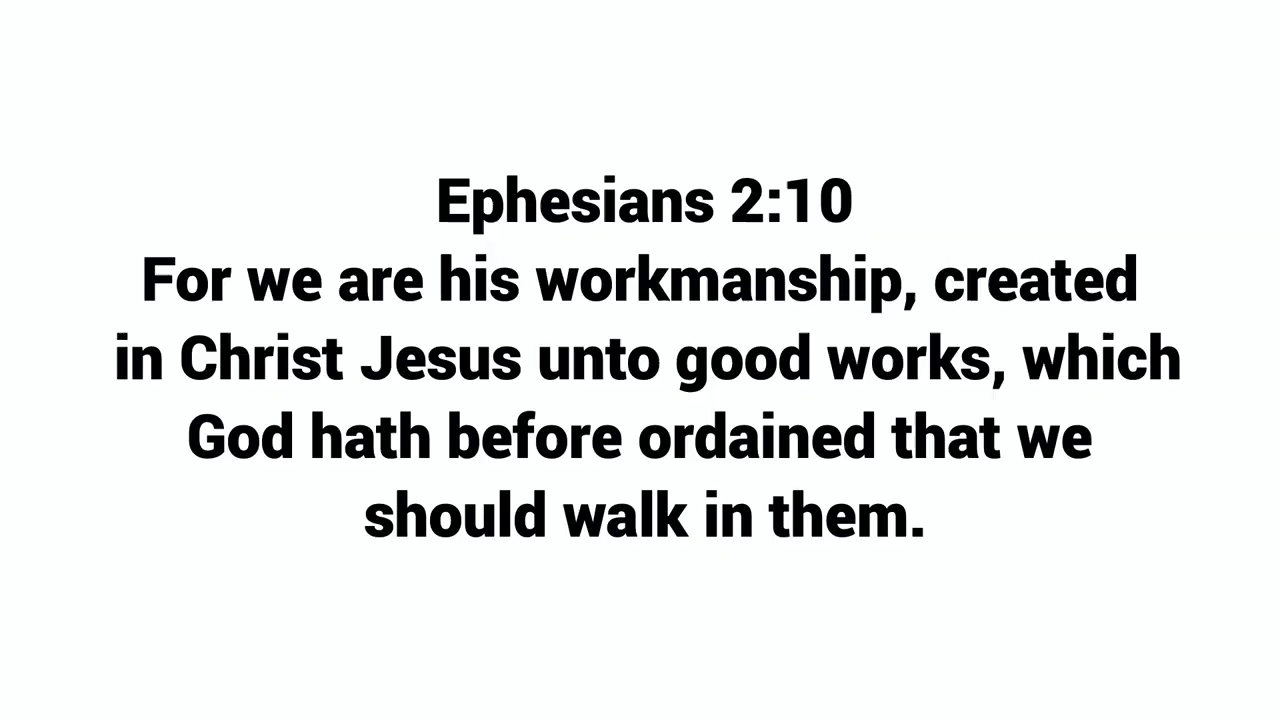 Ephesians 2:10
For we are his workmanship, created
in Christ Jesus unto good works, which
God hath before ordained that we
should walk in them.